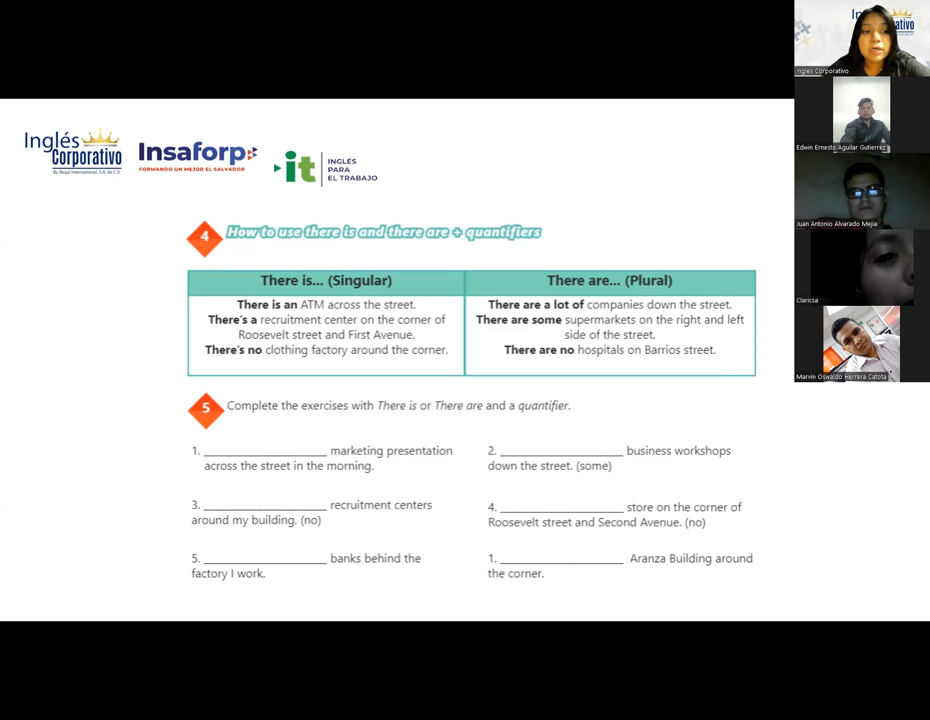 Inglés
Corporativo
By Regal International, S.A. de C.V.
Insaforp
FORMANDO UN MEJOR EL SALVADOR
it
INGLÉS
PARA
EL TRABAJO
4
How to use there is and there are + quantifiers
There is... (Singular)
There are... (Plural)
There is an ATM across the street.
There's a recruitment center on the corner of
Roosevelt street and First Avenue.
There's no clothing factory around the corner.
There are a lot of companies down the street.
There are some supermarkets on the right and left
side of the street.
There are no hospitals on Barrios street.
5
Complete the exercises with There is or There are and a quantifier.
1. ______________________ marketing presentation
across the street in the morning.
2. ______________________ business workshops
down the street. (some)
3. ______________________ recruitment centers
around my building. (no)
4. ______________________ store on the corner of
Roosevelt street and Second Avenue. (no)
5. ______________________ banks behind the
factory I work.
1. ______________________ Aranza Building around
the corner.
Ingles Corporativo
Edwin Ernesto Aguilar Gutierrez
Juan Antonio Alvarado Mejia
Claricsa
Marvin Oswaldo Herrera Catota